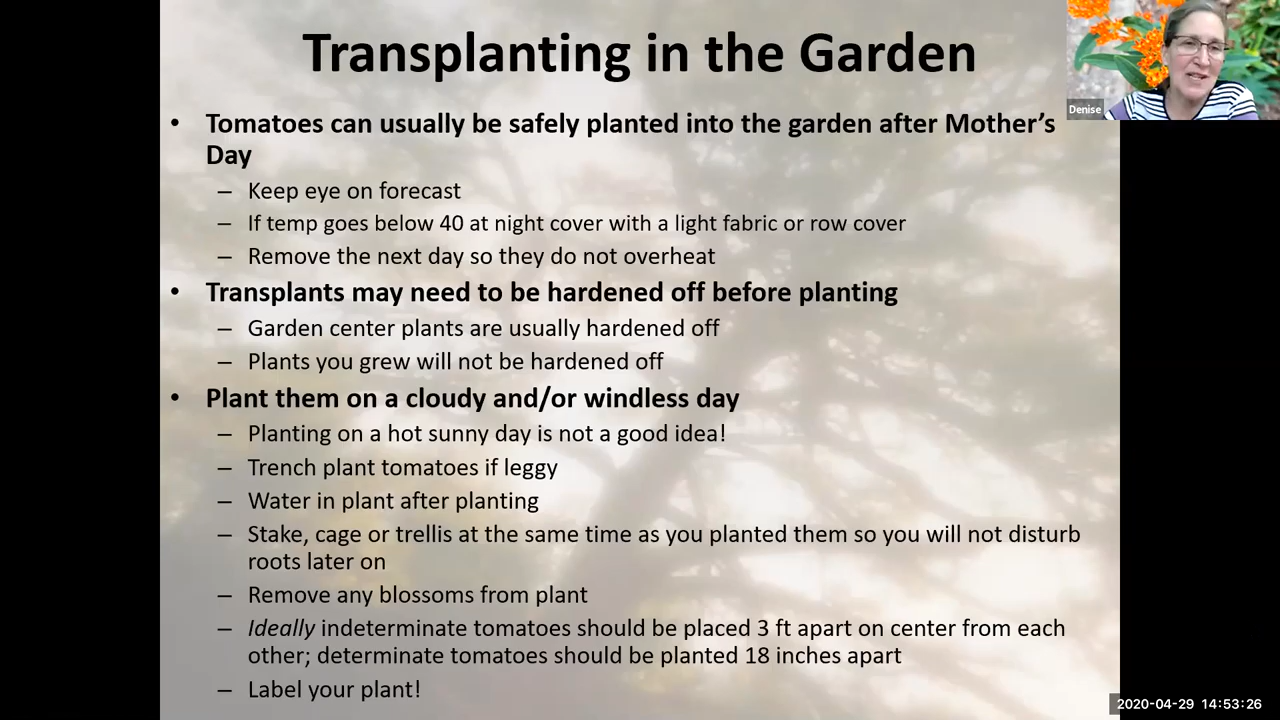 Transplanting in the Garden
Denise
• Tomatoes can usually be safely planted into the garden after Mother’s
Day
– Keep eye on forecast
– If temp goes below 40 at night cover with a light fabric or row cover
– Remove the next day so they do not overheat
• Transplants may need to be hardened off before planting
– Garden center plants are usually hardened off
– Plants you grew will not be hardened off
• Plant them on a cloudy and/or windless day
– Planting on a hot sunny day is not a good idea!
– Trench plant tomatoes if leggy
– Water in plant after planting
– Stake, cage or trellis at the same time as you planted them so you will not disturb
roots later on
– Remove any blossoms from plant
– Ideally indeterminate tomatoes should be placed 3 ft apart on center from each
other; determinate tomatoes should be planted 18 inches apart
– Label your plant!
2020-04-29 14:53:26